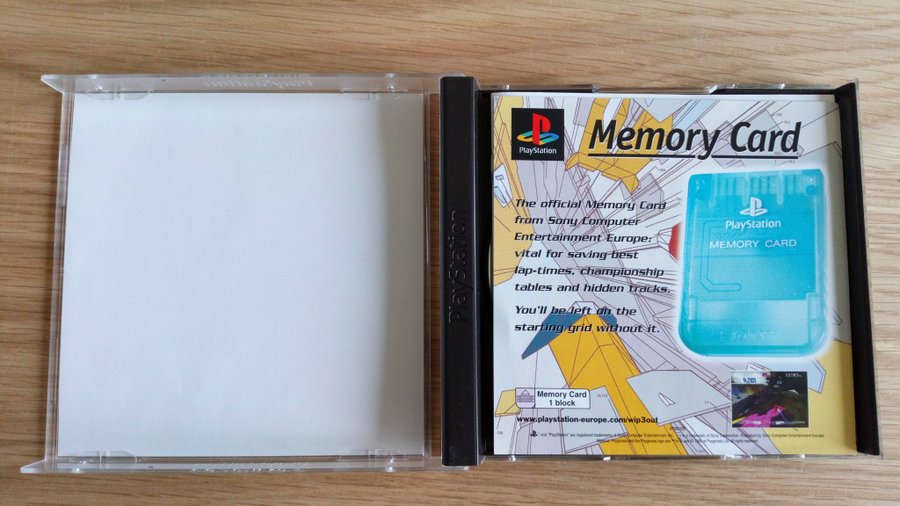 PlayStation
PlayStation
Memory Card
The official Memory Card
from Sony Computer
Entertainment Europe:
vital for saving best
lap-times, championship
tables and hidden tracks.
You'll be left on the
starting grid without it.
PlayStation
MEMORY CARD
SONY
Memory Card
1 block
www.playstation-europe.com/wip3out